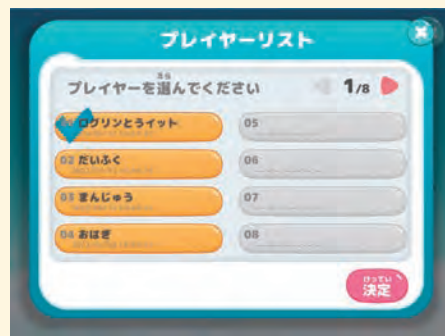 プレイヤーリスト
プレイヤーを選んでください
えら
1/8
ログリンとうイット
02 だいふく
03 まんじゅう
04 おはぎ
05
06
07
08
けってい
決定